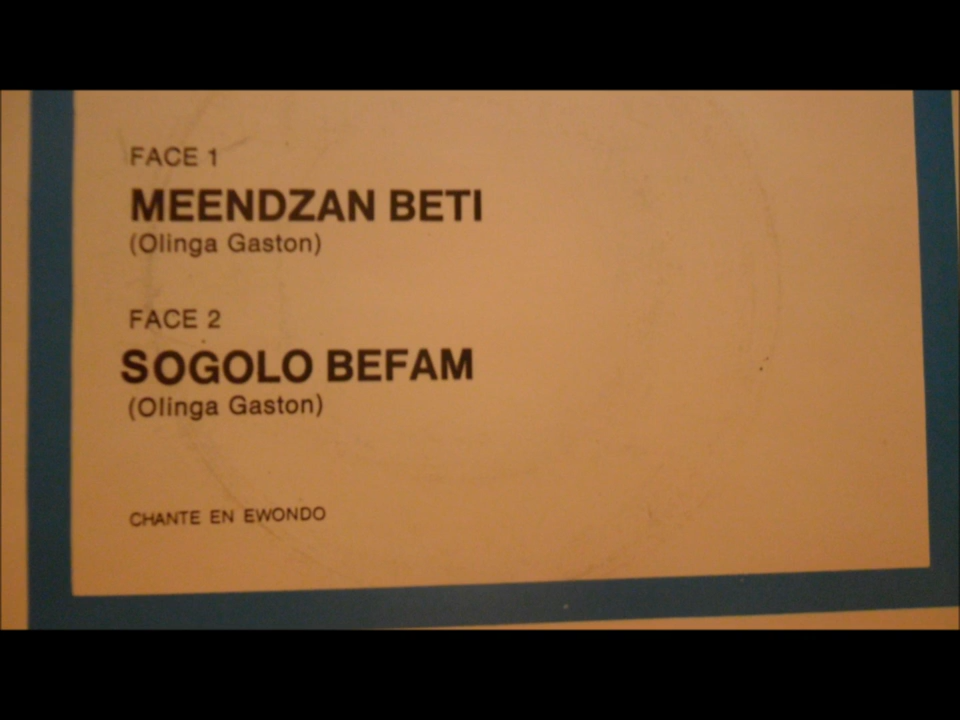 FACE 1
MEENDZAN BETI
(Olinga Gaston)
FACE 2
SOGOLO BEFAM
(Olinga Gaston)
CHANTE EN EWONDO